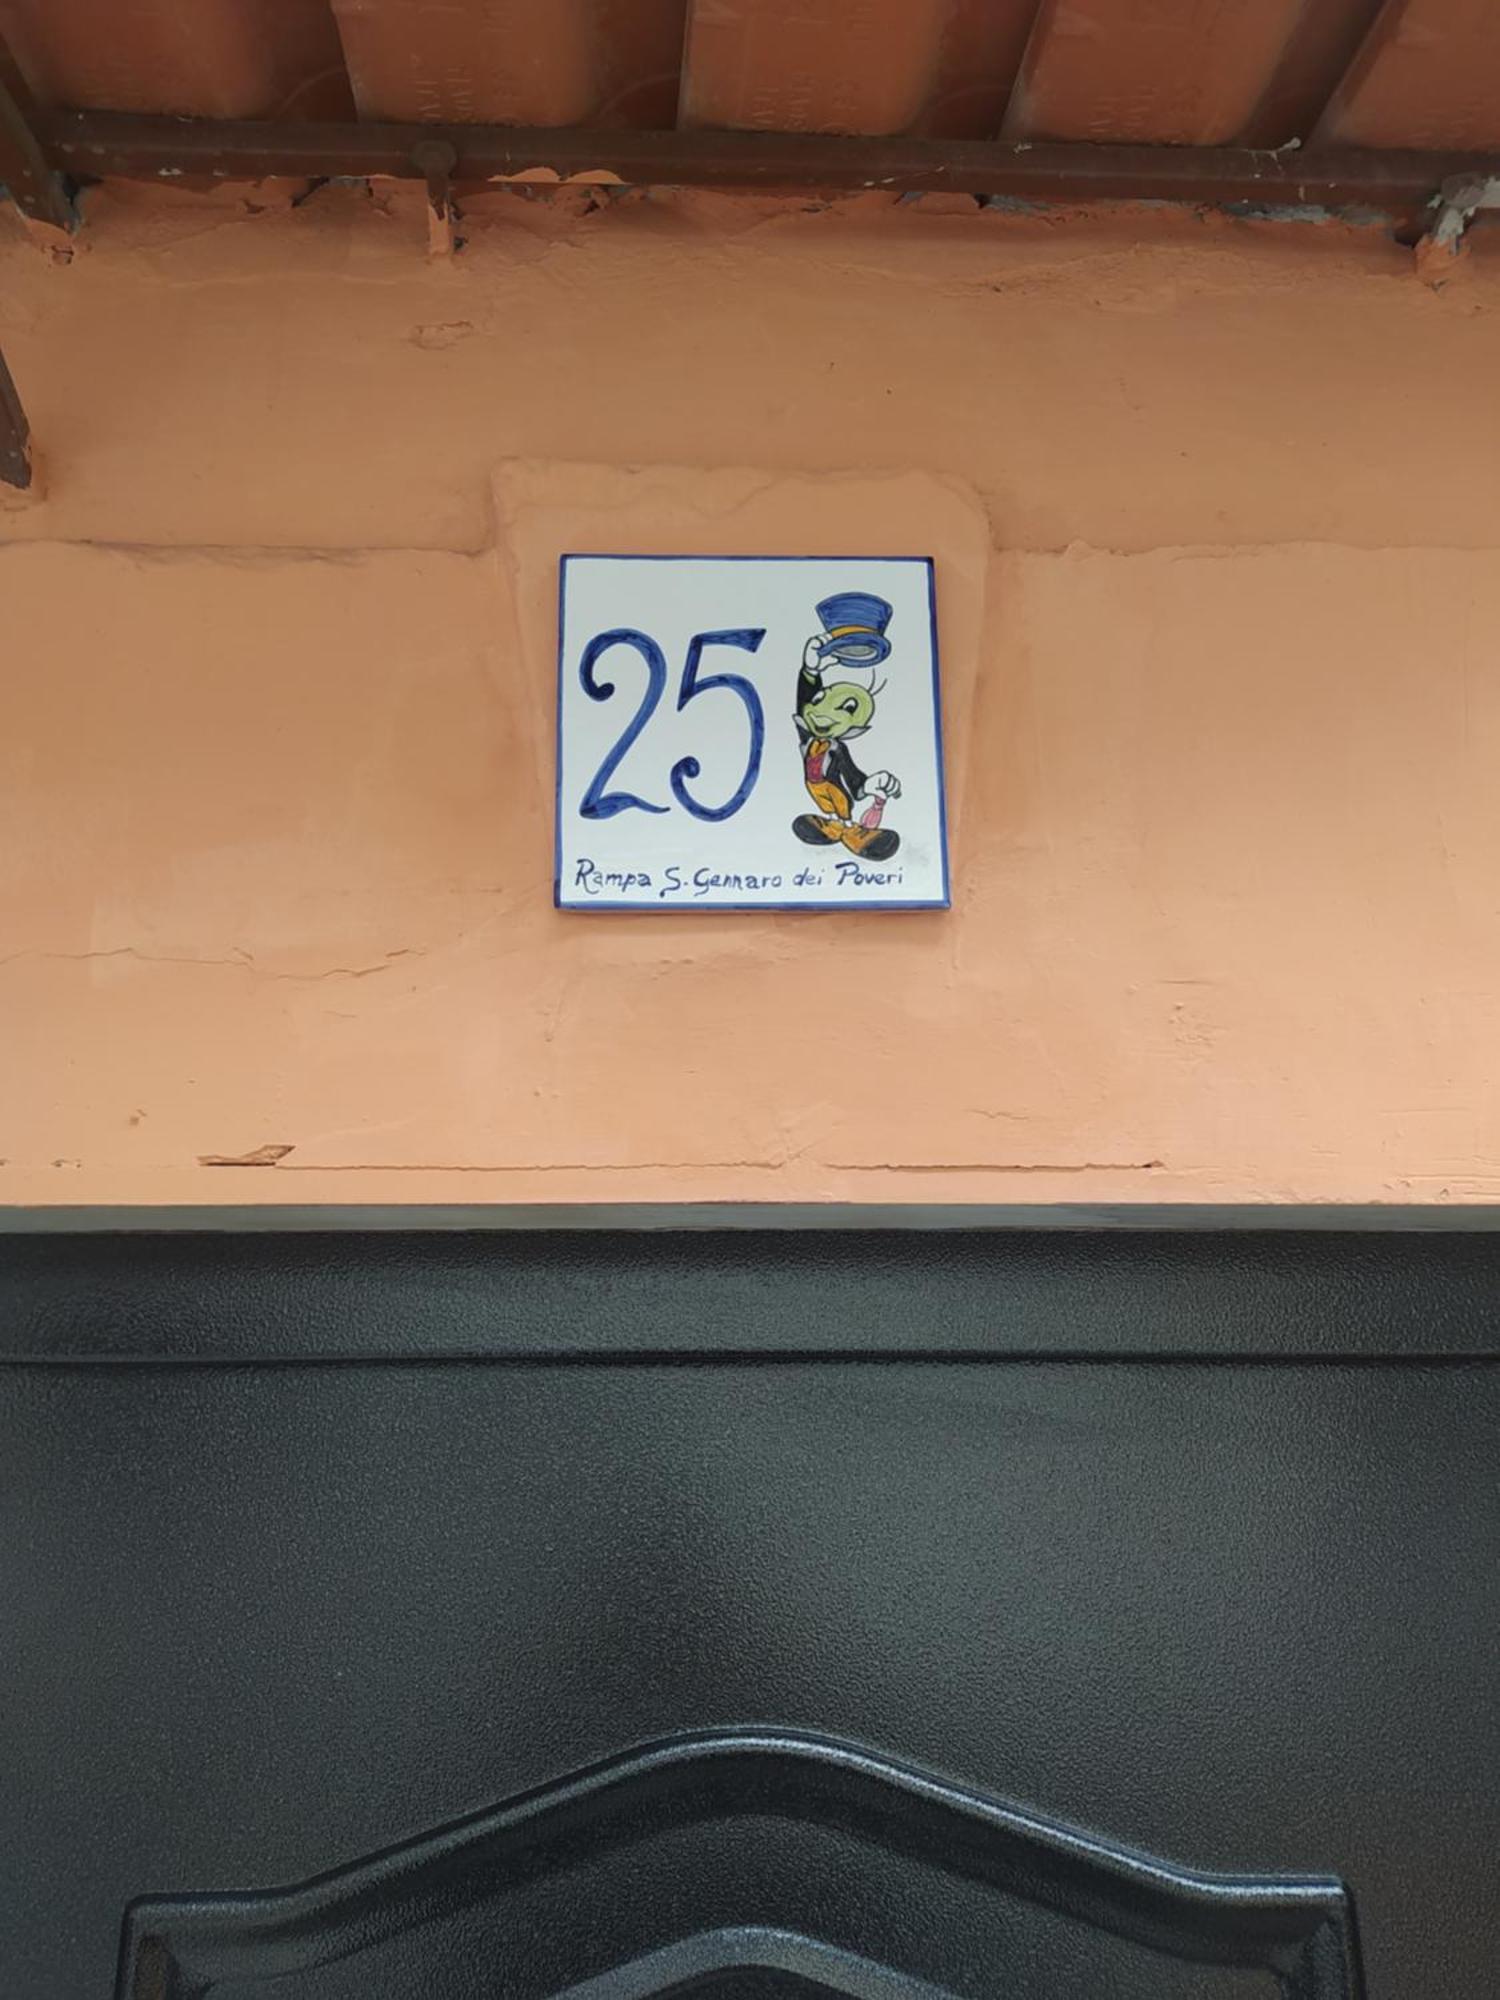 25
Rampa S. Gennaro dei Poveri